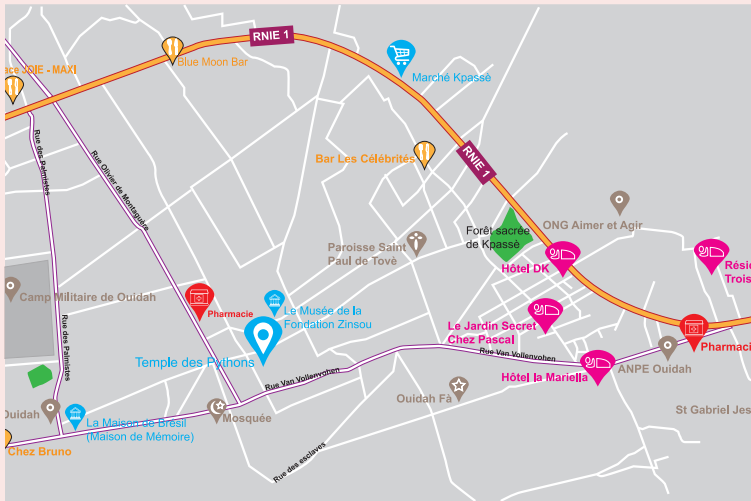 RNIE 1
Blue Moon Bar
JOIE - MAXI
Marché Kpassè
Rue des Palmistes
Rue Olivier de Montaguère
Bar Les Célébrités
RNIE 1
ONG Aimer et Agir
Forêt sacrée
de Kpassè
Paroisse Saint
Paul de Tovè
Hôtel DK
Rési
Trois
Camp Militaire de Ouidah
Pharmacie
Le Musée de la
Fondation Zinsou
Le Jardin Secret
Chez Pascal
Rue des Palmistes
Temple des Pythons
Rue Van Vollenvohen
Pharmaci
ANPE Ouidah
Hôtel la Mariella
Rue Van Vollenvohen
Ouidah Fà
Ouidah
La Maison de Brésil
(Maison de Mémoire)
Mosquée
St Gabriel Jes
Chez Bruno
Rue des esclaves